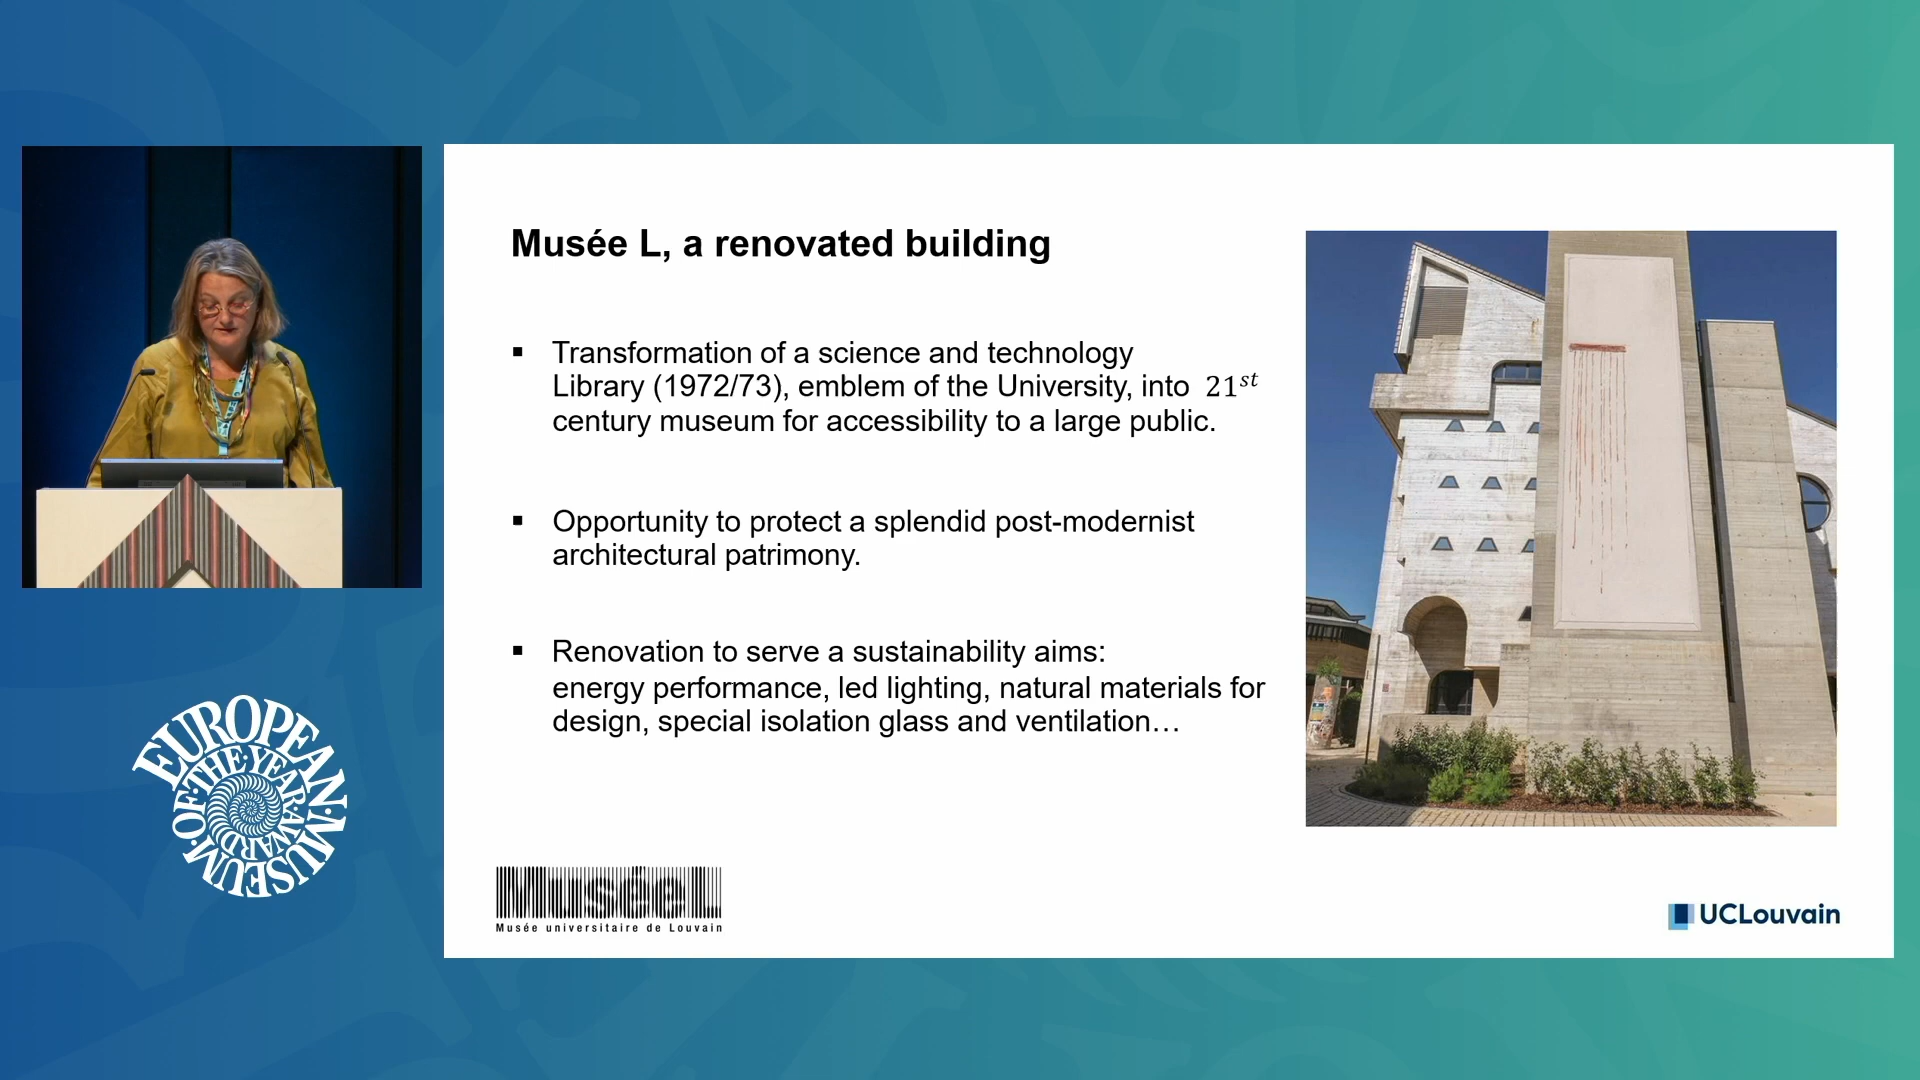 Musée L, a renovated building
▪ Transformation of a science and technology
Library (1972/73), emblem of the University, into 21st
century museum for accessibility to a large public.
▪ Opportunity to protect a splendid post-modernist
architectural patrimony.
▪ Renovation to serve a sustainability aims:
energy performance, led lighting, natural materials for
design, special isolation glass and ventilation…
EUROPEAN·MUSEUM·OF·THE·YEAR·AWARD
Musée L
Musée universitaire de Louvain
UCLouvain